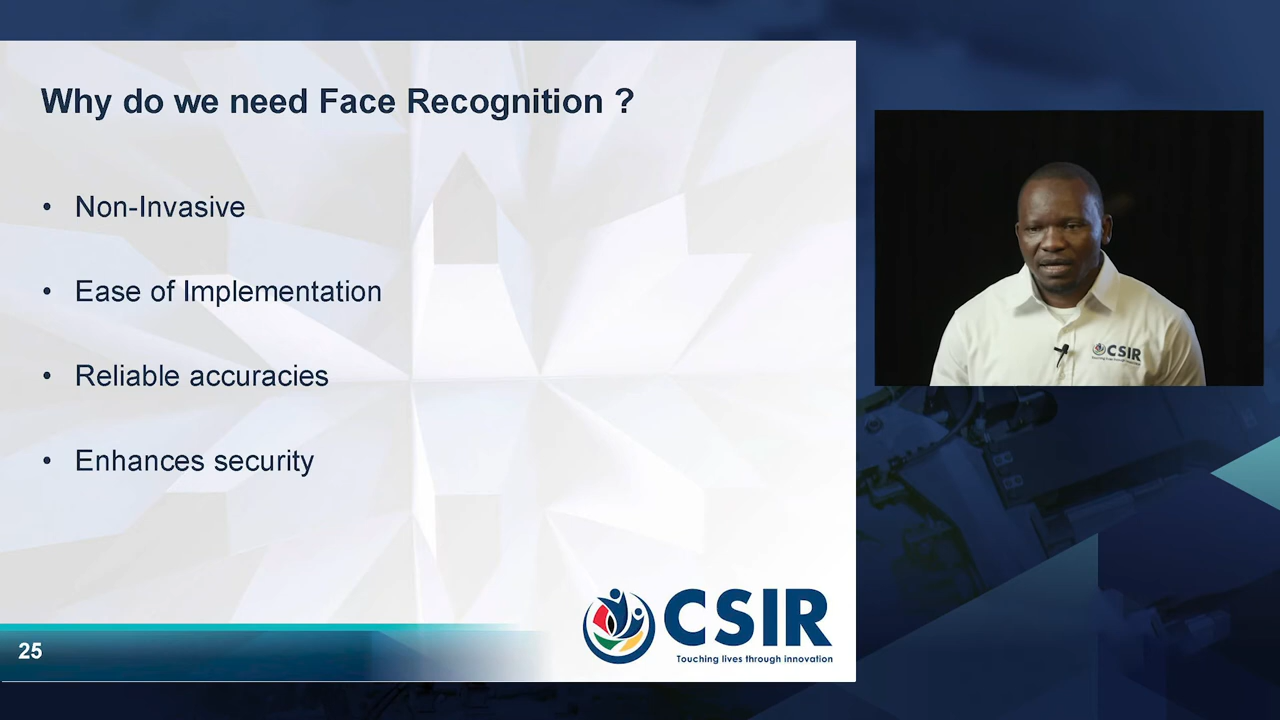 Why do we need Face Recognition ?
• Non-Invasive
• Ease of Implementation
• Reliable accuracies
• Enhances security
25
CSIR
Touching lives through innovation
CSIR